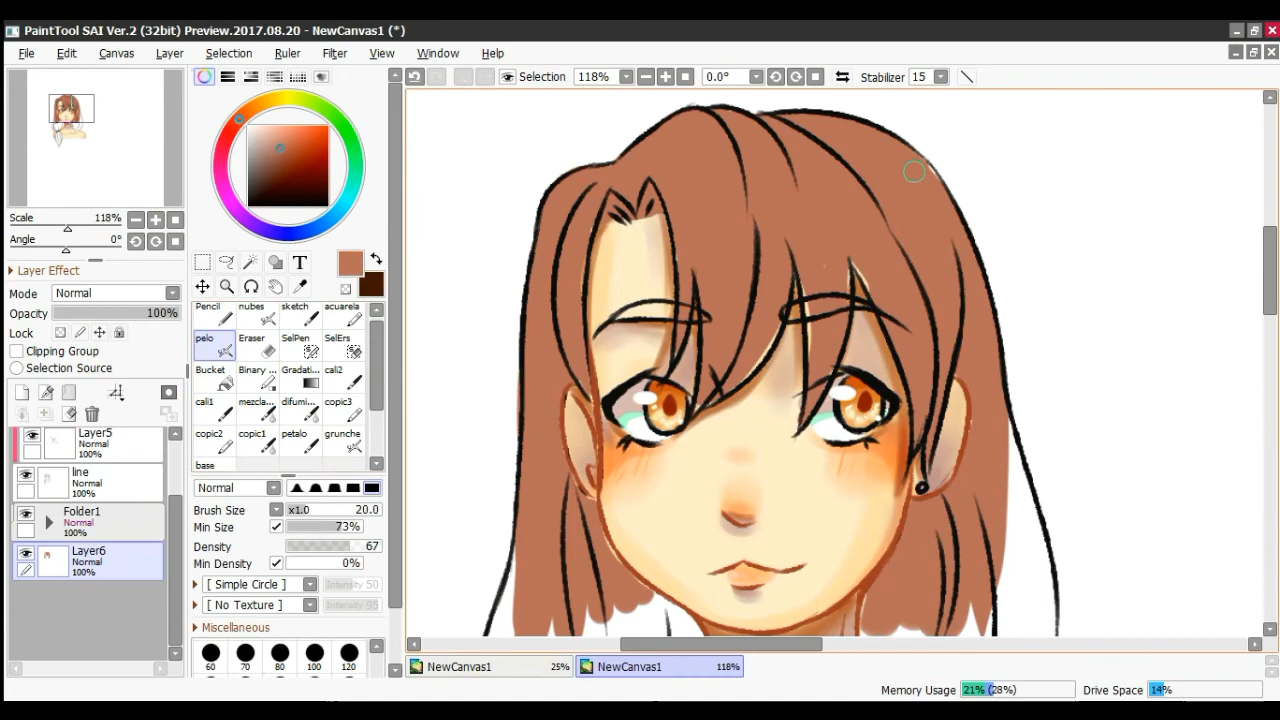 PaintTool SAI Ver.2 (32bit) Preview.2017.08.20 - NewCanvas1 (*)
File Edit Canvas Layer Selection Ruler Filter View Window Help
Selection 118% 0.0° Stabilizer 15
Scale 118%
Angle 0°
Layer Effect
Mode Normal
Opacity 100%
Lock
Clipping Group
Selection Source
Layer5
Normal
100%
line
Normal
100%
Folder1
Normal
100%
Layer6
Normal
100%
T
Pencil nubes sketch acuarela
pelo Eraser SelPen SelErs
Bucket Binary ... Gradati... cali2
cali1 mezcla... difumi... copic3
copic2 copic1 petalo grunche
base
Normal
Brush Size x1.0 20.0
Min Size 73%
Density 67
Min Density 0%
[ Simple Circle ] Intensity 50
[ No Texture ] Intensity 95
Miscellaneous
60 70 80 100 120
NewCanvas1 25% NewCanvas1 118%
Memory Usage 21% (28%) Drive Space 14%